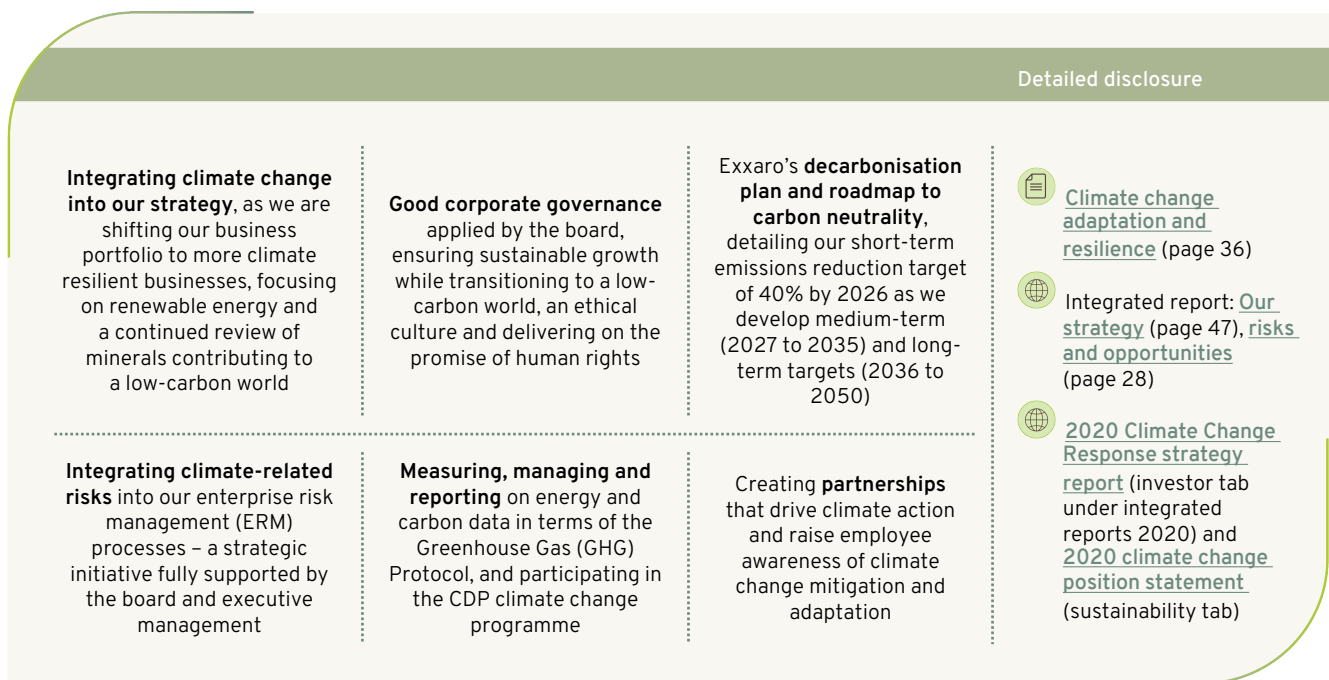 Detailed disclosure
Integrating climate change
into our strategy, as we are
shifting our business
portfolio to more climate
resilient businesses, focusing
on renewable energy and
a continued review of
minerals contributing to
a low-carbon world
Good corporate governance
applied by the board,
ensuring sustainable growth
while transitioning to a low-
carbon world, an ethical
culture and delivering on the
promise of human rights
Exxaro's decarbonisation
plan and roadmap to
carbon neutrality,
detailing our short-term
emissions reduction target
of 40% by 2026 as we
develop medium-term
(2027 to 2035) and long-
term targets (2036 to
2050)
Integrating climate-related
risks into our enterprise risk
management (ERM)
processes – a strategic
initiative fully supported by
the board and executive
management
Measuring, managing and
reporting on energy and
carbon data in terms of the
Greenhouse Gas (GHG)
Protocol, and participating in
the CDP climate change
programme
Creating partnerships
that drive climate action
and raise employee
awareness of climate
change mitigation and
adaptation
Climate change
adaptation and
resilience (page 36)
Integrated report: Our
strategy (page 47), risks
and opportunities
(page 28)
2020 Climate Change
Response strategy
report (investor tab
under integrated
reports 2020) and
2020 climate change
position statement
(sustainability tab)